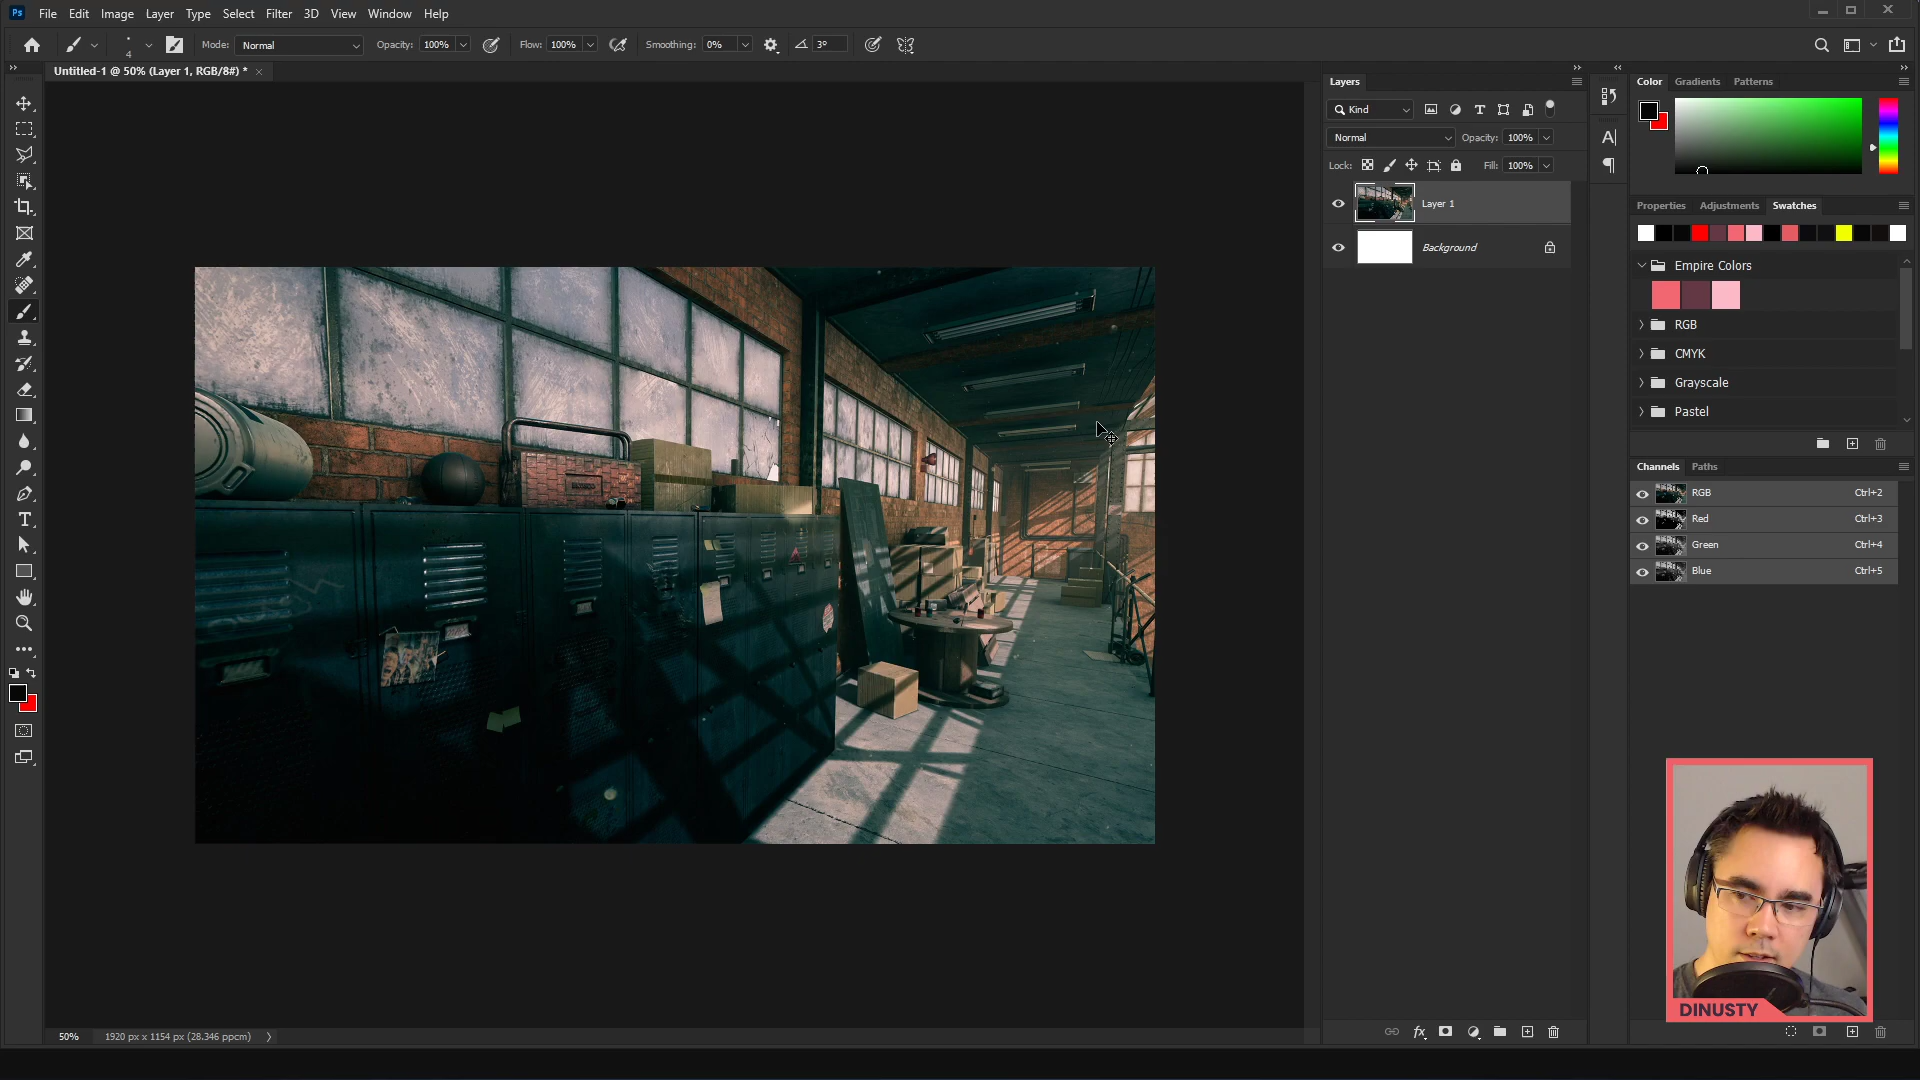 Ps File Edit Image Layer Type Select Filter 3D View Window Help
4 Mode: Normal Opacity: 100% Flow: 100% Smoothing: 0% 3°
Untitled-1 @ 50% (Layer 1, RGB/8#) *
Layers
Kind
Normal Opacity: 100%
Lock: Fill: 100%
Layer 1
Background
A
Color Gradients Patterns
Properties Adjustments Swatches
Empire Colors
RGB
CMYK
Grayscale
Pastel
Channels Paths
RGB Ctrl+2
Red Ctrl+3
Green Ctrl+4
Blue Ctrl+5
DINUSTY
50% 1920 px x 1154 px (28.346 ppcm)
fx